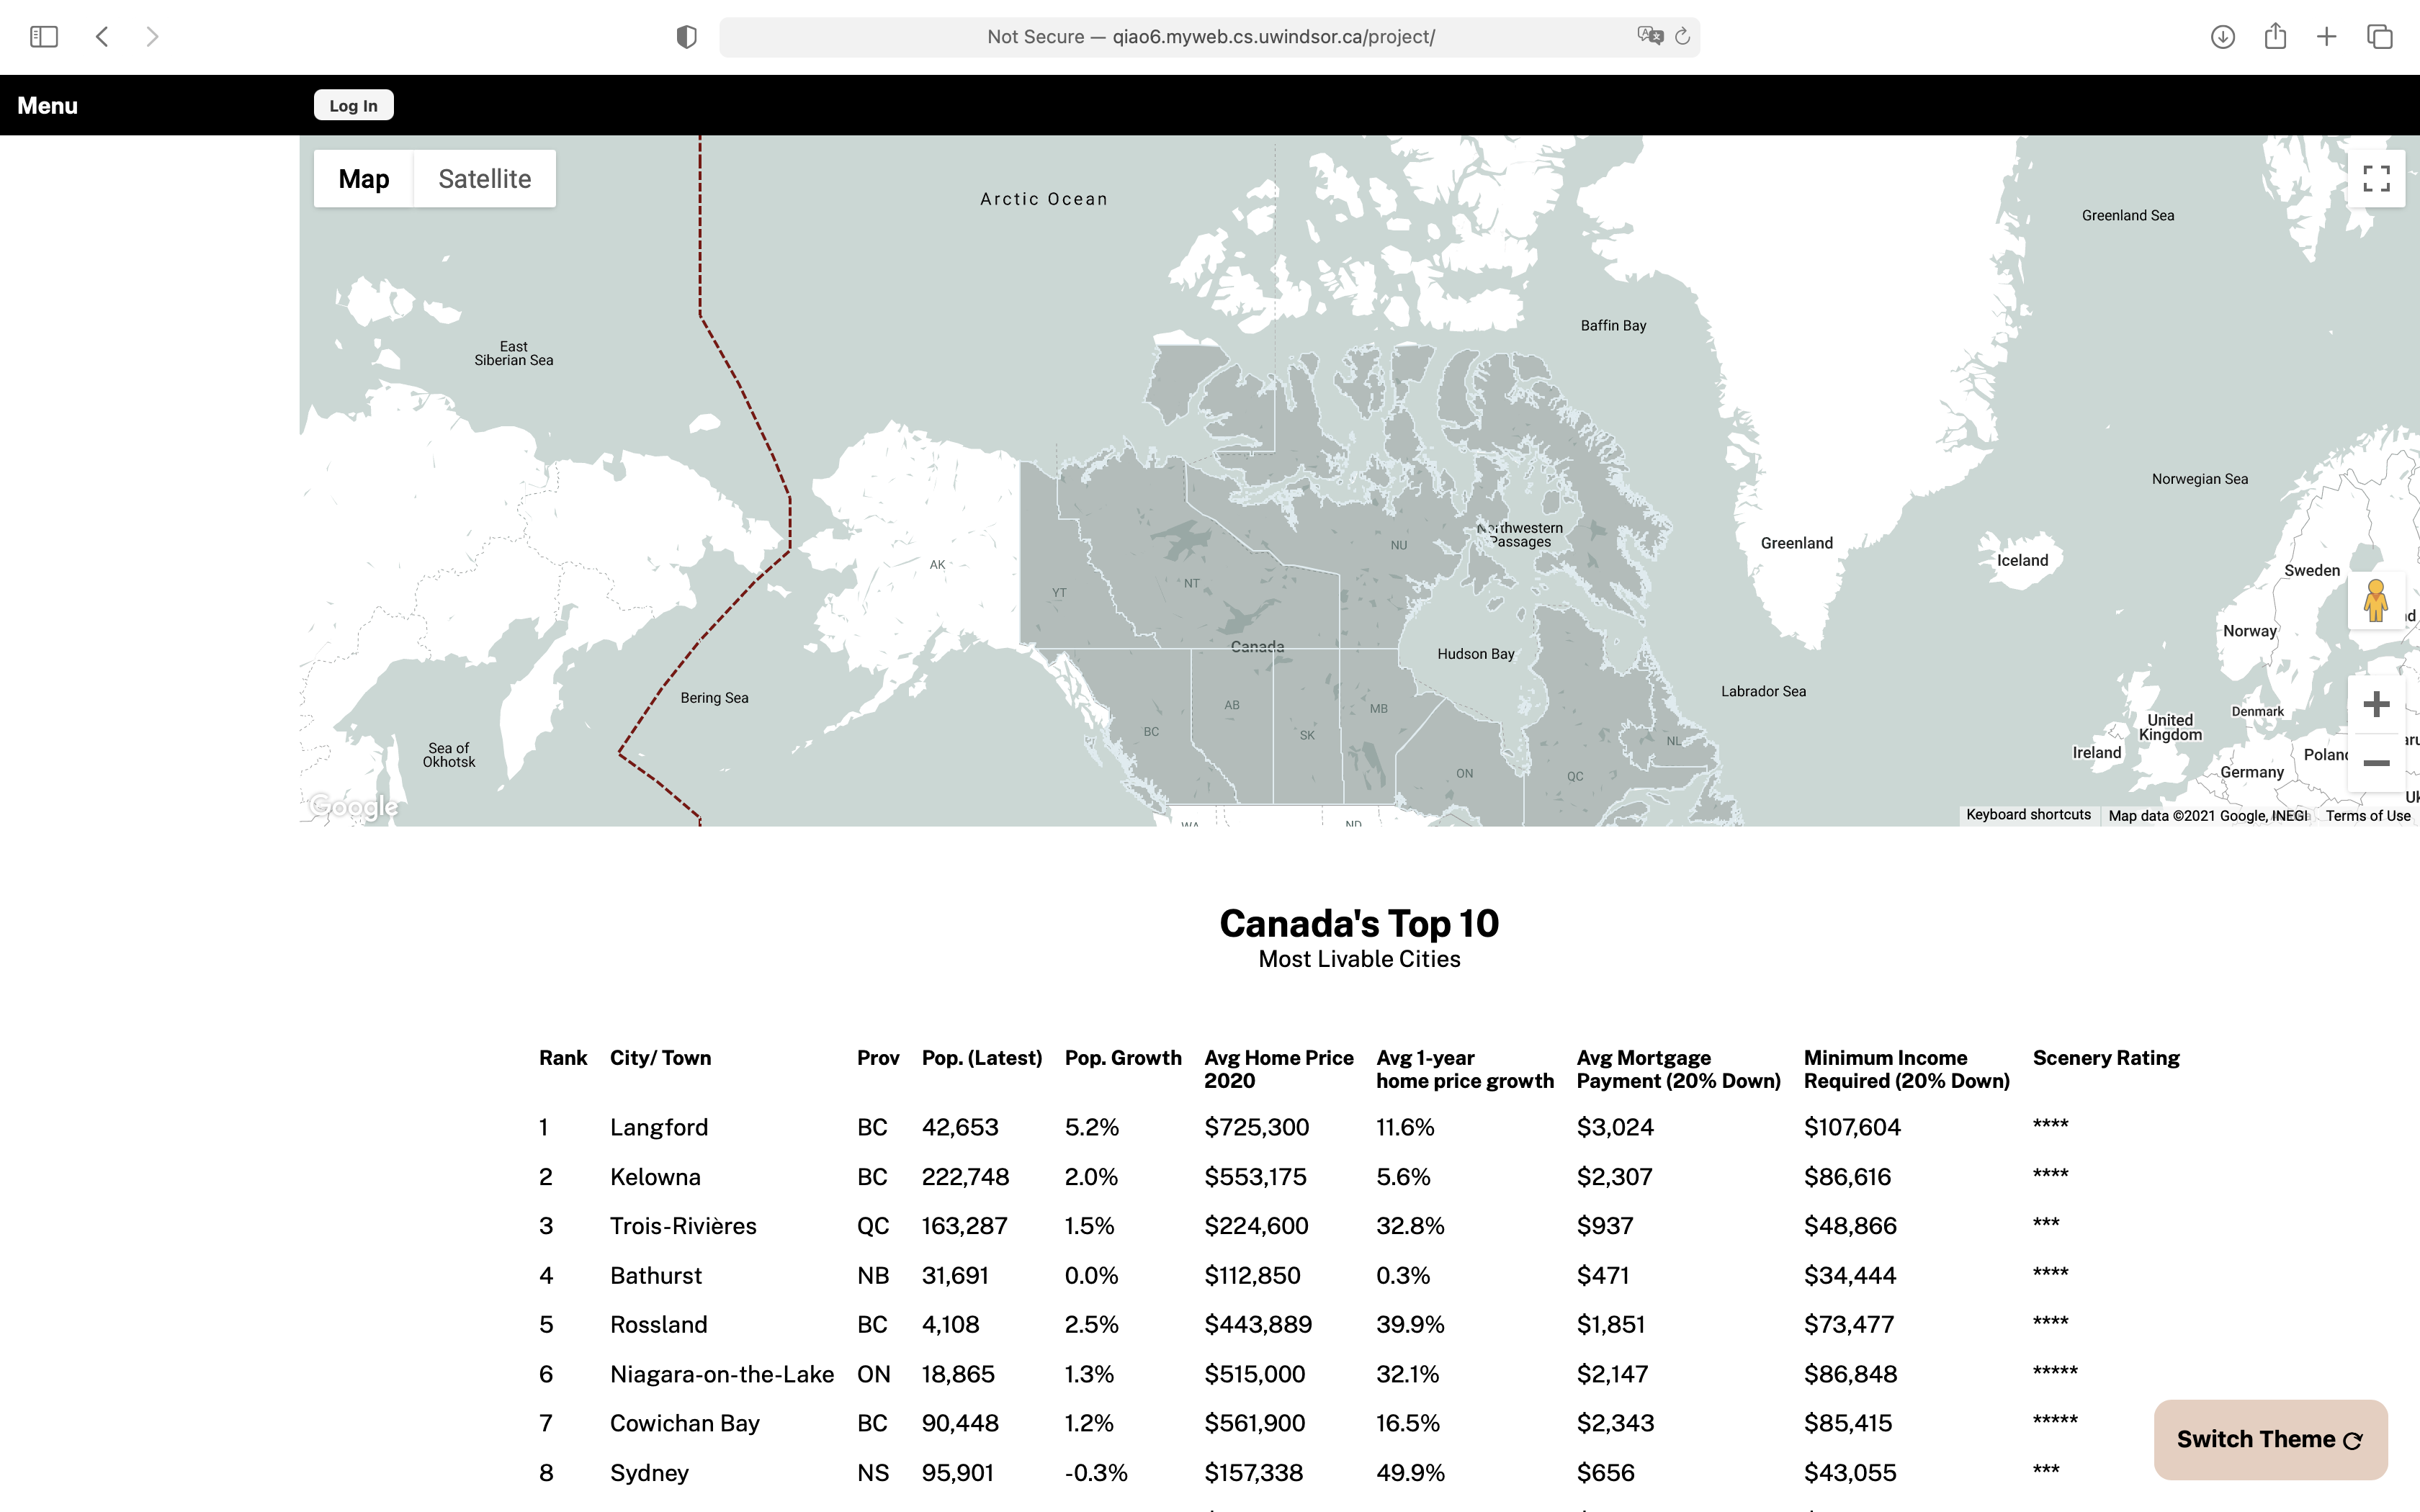 Not Secure — qiao6.myweb.cs.uwindsor.ca/project/
Menu
Log In
Map
Satellite
Arctic Ocean
Greenland Sea
Baffin Bay
East
Siberian Sea
Norwegian Sea
Northwestern
Passages
NU
Greenland
Iceland
AK
Sweden
NT
YT
Norway
Canada
Hudson Bay
Labrador Sea
Bering Sea
AB
MB
Denmark
United
Kingdom
BC
SK
NL
Sea of
Okhotsk
Ireland
Poland
ON
QC
Germany
Google
WA
ND
Keyboard shortcuts
Map data ©2021 Google, INEGI
Terms of Use
Canada's Top 10
Most Livable Cities
Rank City/ Town Prov Pop. (Latest) Pop. Growth Avg Home Price 2020 Avg 1-year home price growth Avg Mortgage Payment (20% Down) Minimum Income Required (20% Down) Scenery Rating
1 Langford BC 42,653 5.2% $725,300 11.6% $3,024 $107,604 ****
2 Kelowna BC 222,748 2.0% $553,175 5.6% $2,307 $86,616 ****
3 Trois-Rivières QC 163,287 1.5% $224,600 32.8% $937 $48,866 ***
4 Bathurst NB 31,691 0.0% $112,850 0.3% $471 $34,444 ****
5 Rossland BC 4,108 2.5% $443,889 39.9% $1,851 $73,477 ****
6 Niagara-on-the-Lake ON 18,865 1.3% $515,000 32.1% $2,147 $86,848 *****
7 Cowichan Bay BC 90,448 1.2% $561,900 16.5% $2,343 $85,415 *****
8 Sydney NS 95,901 -0.3% $157,338 49.9% $656 $43,055 ***
Switch Theme